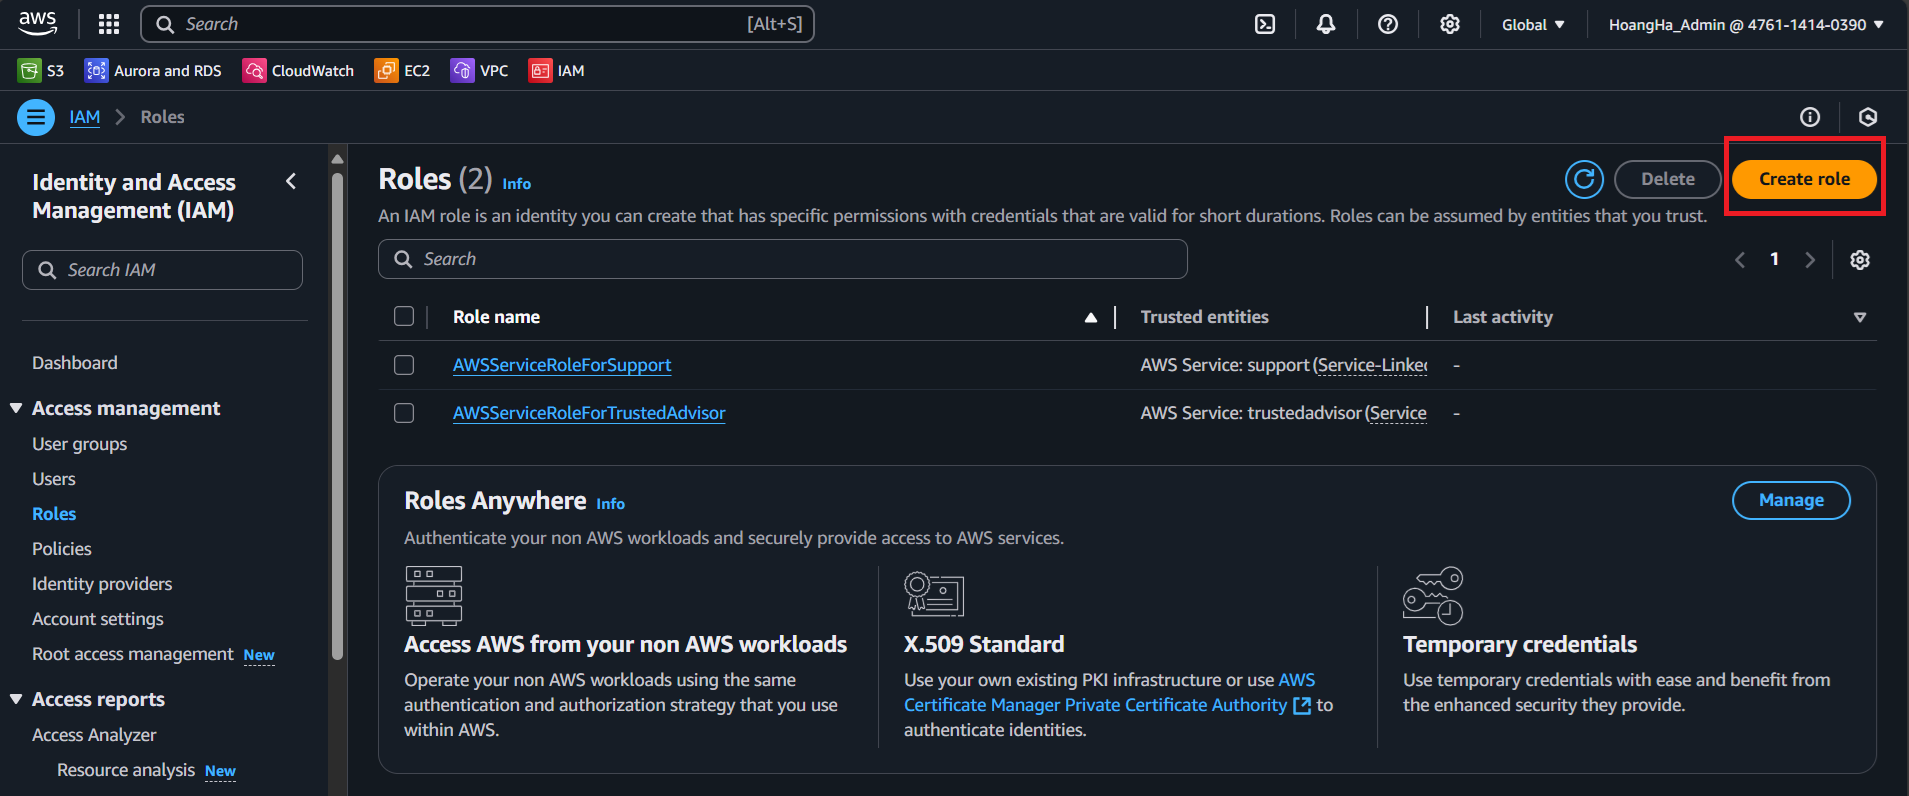 aws
Search [Alt+S]
Global
HoangHa_Admin @ 4761-1414-0390
S3
Aurora and RDS
CloudWatch
EC2
VPC
IAM
IAM
Roles
Identity and Access
Management (IAM)
Search IAM
Dashboard
Access management
User groups
Users
Roles
Policies
Identity providers
Account settings
Root access management New
Access reports
Access Analyzer
Resource analysis New
Roles (2) Info
Delete
Create role
An IAM role is an identity you can create that has specific permissions with credentials that are valid for short durations. Roles can be assumed by entities that you trust.
Search
1
Role name
Trusted entities
Last activity
AWSServiceRoleForSupport
AWS Service: support (Service-Linked
-
AWSServiceRoleForTrustedAdvisor
AWS Service: trustedadvisor (Service
-
Roles Anywhere Info
Manage
Authenticate your non AWS workloads and securely provide access to AWS services.
Access AWS from your non AWS workloads
Operate your non AWS workloads using the same
authentication and authorization strategy that you use
within AWS.
X.509 Standard
Use your own existing PKI infrastructure or use AWS
Certificate Manager Private Certificate Authority to
authenticate identities.
Temporary credentials
Use temporary credentials with ease and benefit from
the enhanced security they provide.